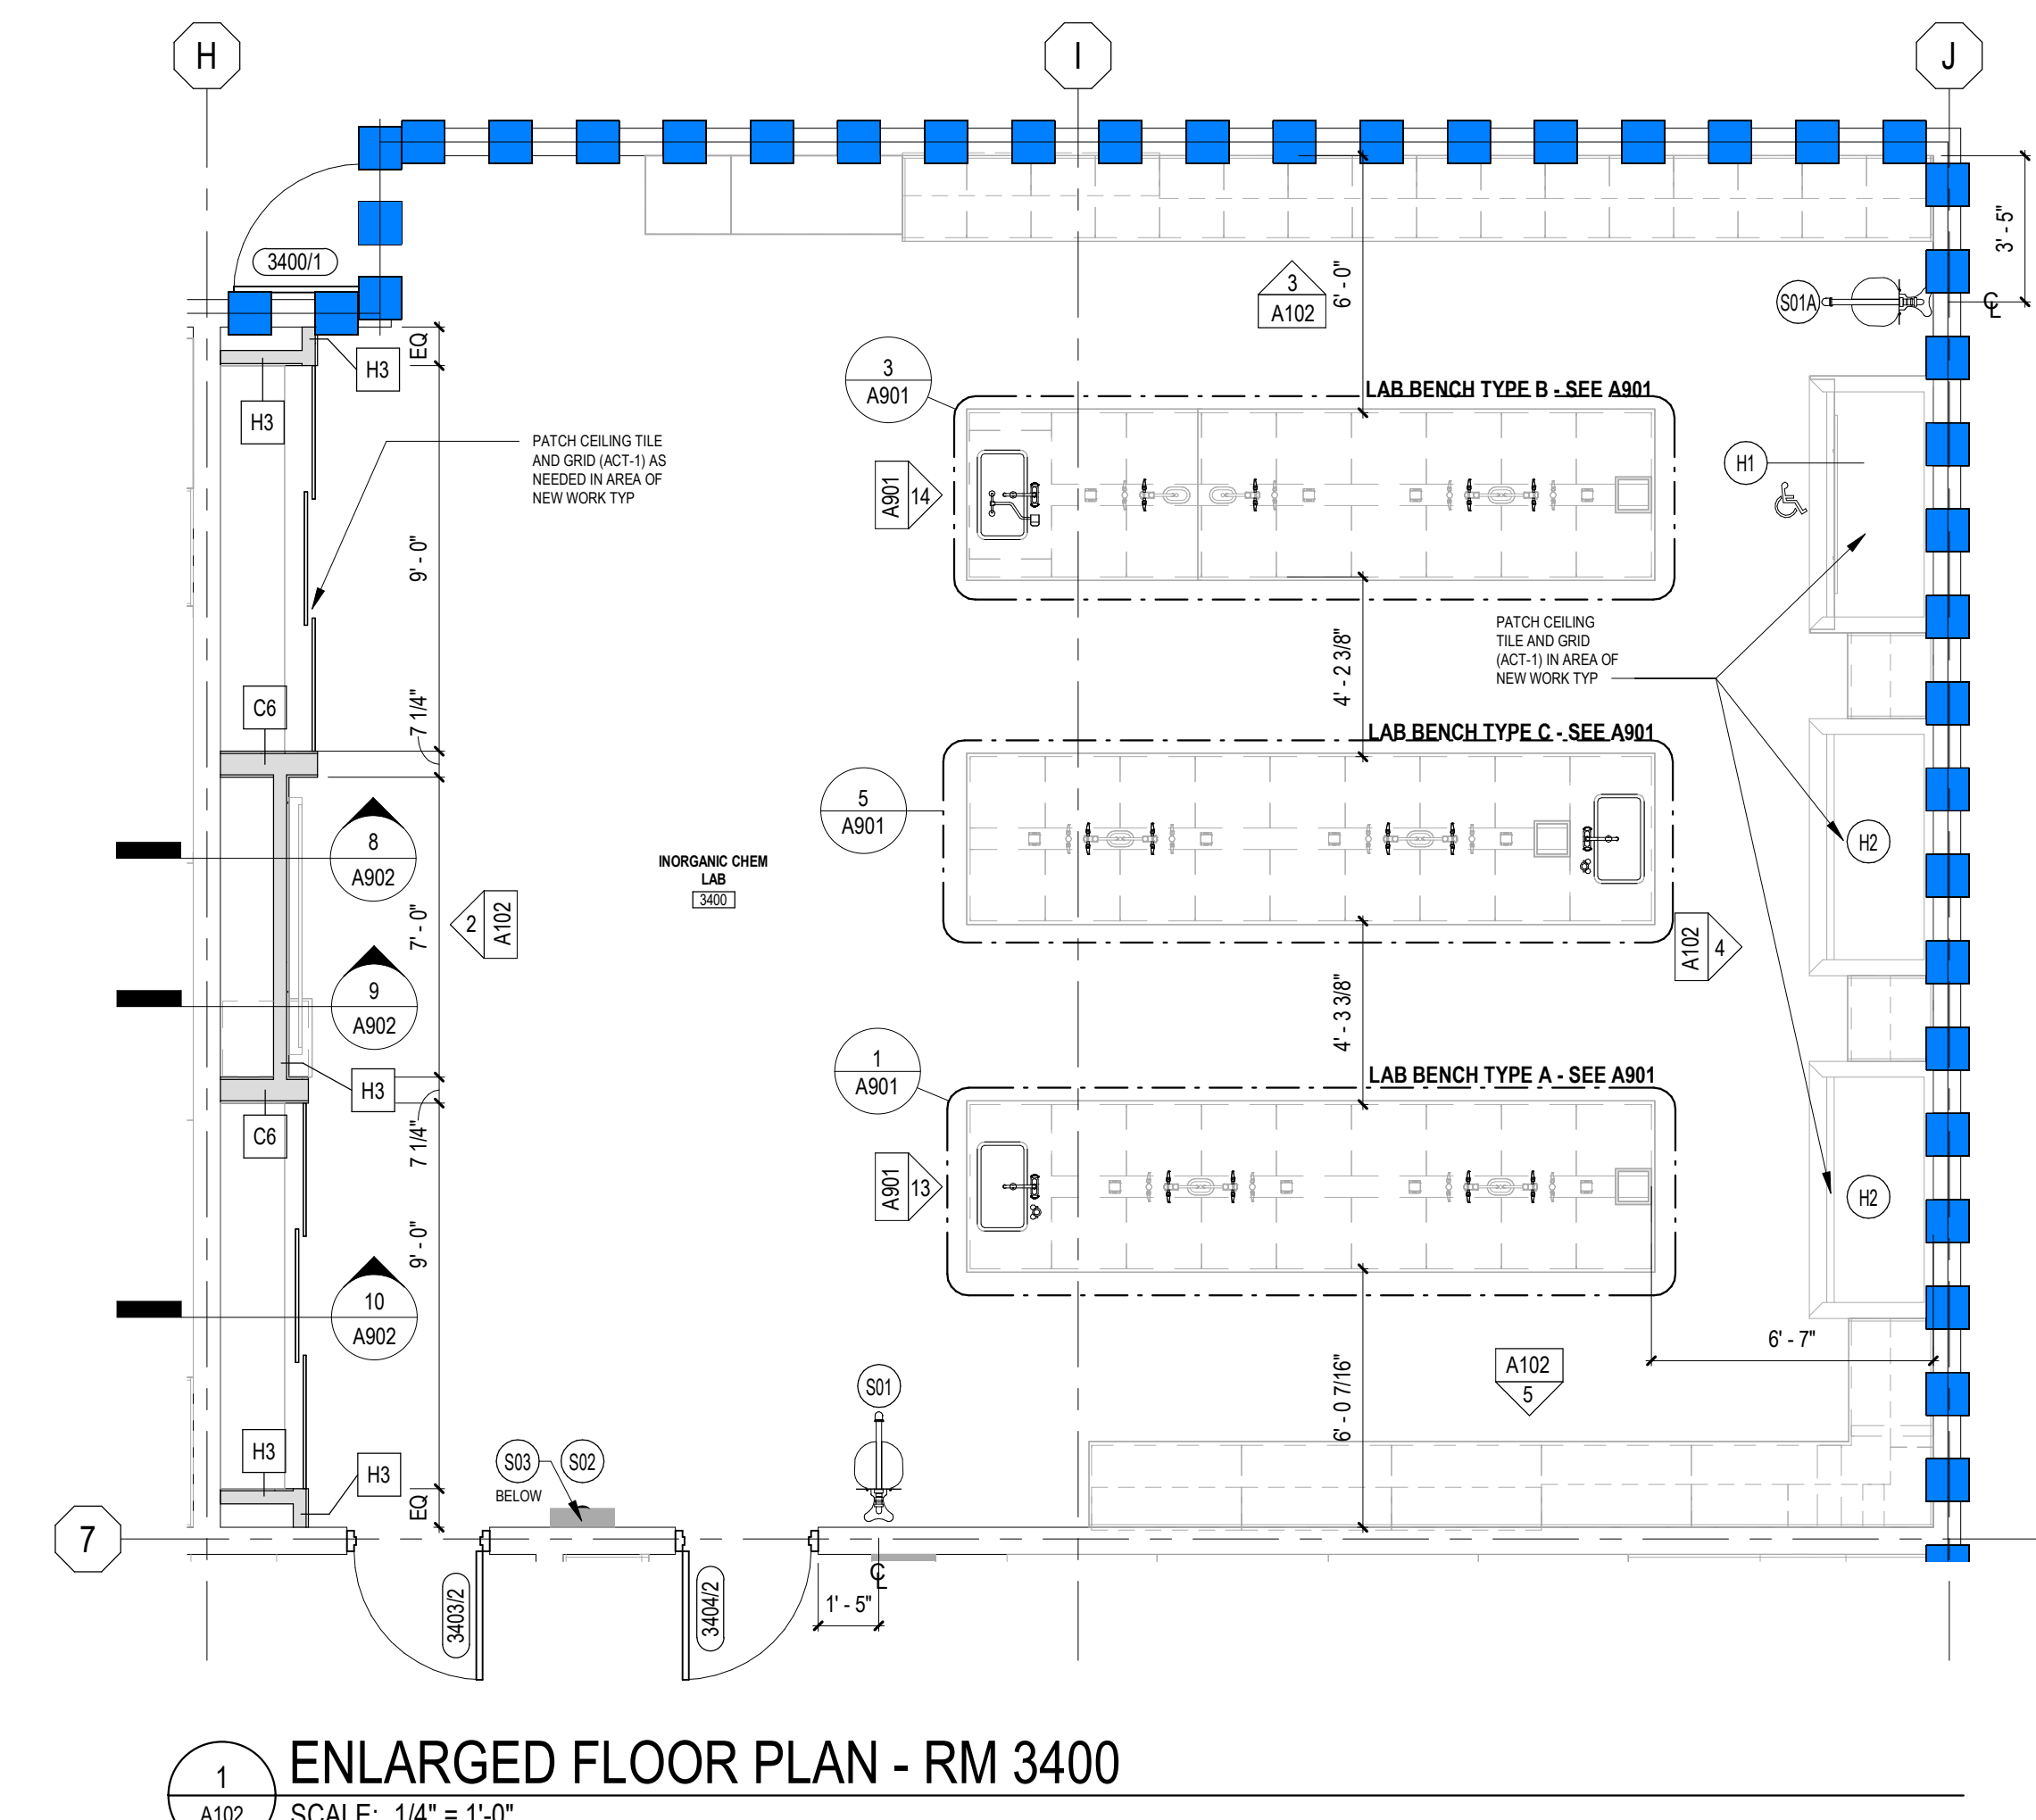 H
I
J
3400/1
3' - 5"
S01A
CL
3
A102
6' - 0"
EQ
H3
H3
3
A901
LAB BENCH TYPE B - SEE A901
PATCH CEILING TILE
AND GRID (ACT-1) AS
NEEDED IN AREA OF
NEW WORK TYP
A901
14
H1
9' - 0"
PATCH CEILING
TILE AND GRID
(ACT-1) IN AREA OF
NEW WORK TYP
4' - 2 3/8"
C6
7 1/4"
LAB BENCH TYPE C - SEE A901
5
A901
8
A902
H2
INORGANIC CHEM
LAB
3400
7' - 0"
2
A102
A102
4
9
A902
4' - 3 3/8"
1
A901
LAB BENCH TYPE A - SEE A901
H3
C6
7 1/4"
A901
13
H2
9' - 0"
10
A902
6' - 7"
A102
5
S01
6' - 0 7/16"
H3
H3
S03
S02
BELOW
EQ
7
CL
3403/2
3404/2
1' - 5"
1
A102
ENLARGED FLOOR PLAN - RM 3400
SCALE: 1/4" = 1'-0"